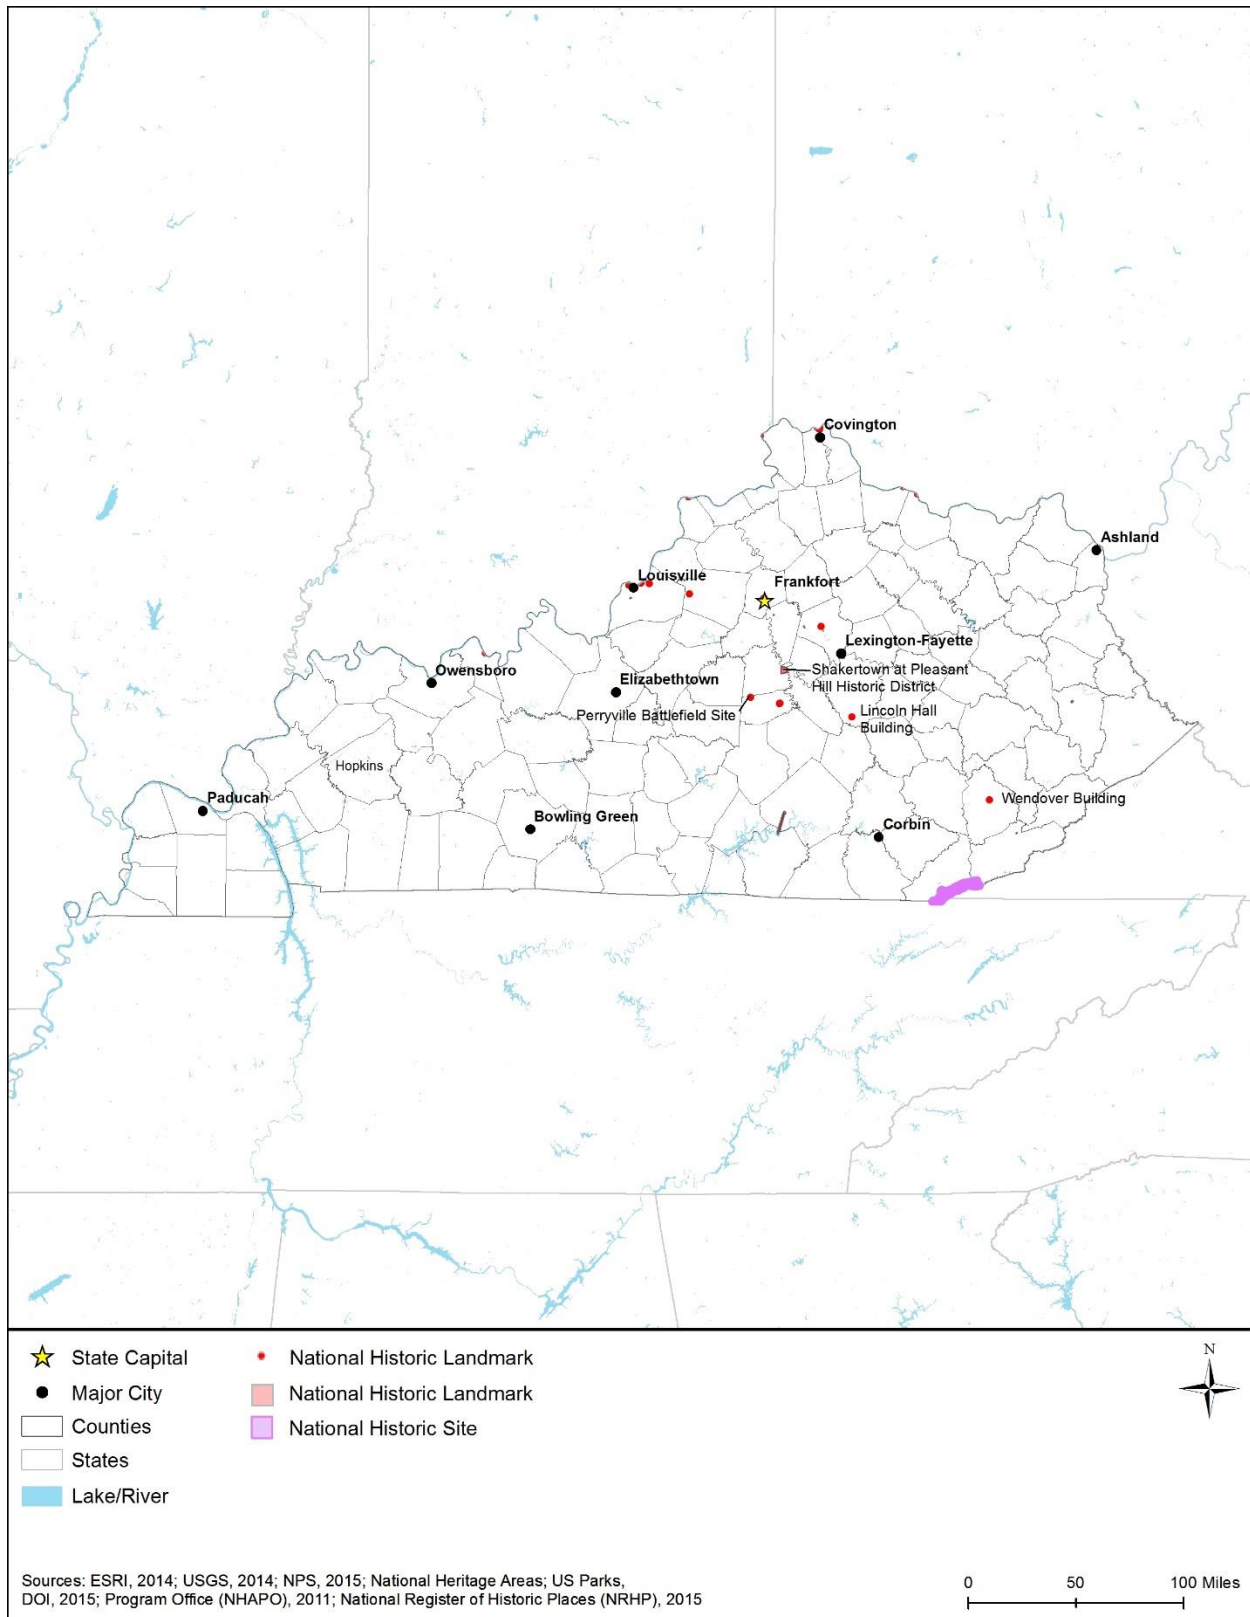 Covington
Ashland
Louisville
Frankfort
Lexington-Fayette
Owensboro
Elizabethtown
Shakertown at Pleasant
Hill Historic District
Perryville Battlefield Site
Lincoln Hall
Building
Hopkins
Paducah
Wendover Building
Bowling Green
Corbin
State Capital
Major City
Counties
States
Lake/River
National Historic Landmark
National Historic Landmark
National Historic Site
N
Sources: ESRI, 2014; USGS, 2014; NPS, 2015; National Heritage Areas; US Parks,
DOI, 2015; Program Office (NHAPO), 2011; National Register of Historic Places (NRHP), 2015
0 50 100 Miles